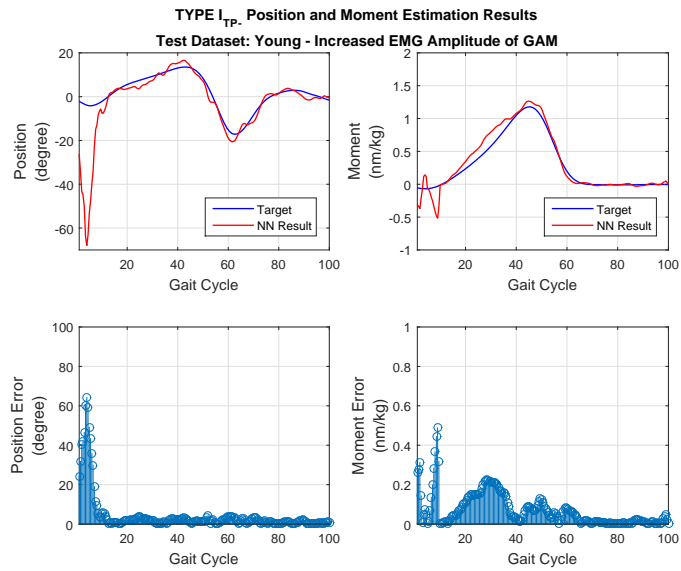 TYPE I_TP- Position and Moment Estimation Results
Test Dataset: Young - Increased EMG Amplitude of GAM
20
0
-20
-40
-60
Position
(degree)
Target
NN Result
20 40 60 80 100
Gait Cycle
2
1.5
1
0.5
0
-0.5
-1
Moment
(nm/kg)
Target
NN Result
20 40 60 80 100
Gait Cycle
100
80
60
40
20
0
Position Error
(degree)
20 40 60 80 100
Gait Cycle
1
0.8
0.6
0.4
0.2
0
Moment Error
(nm/kg)
20 40 60 80 100
Gait Cycle